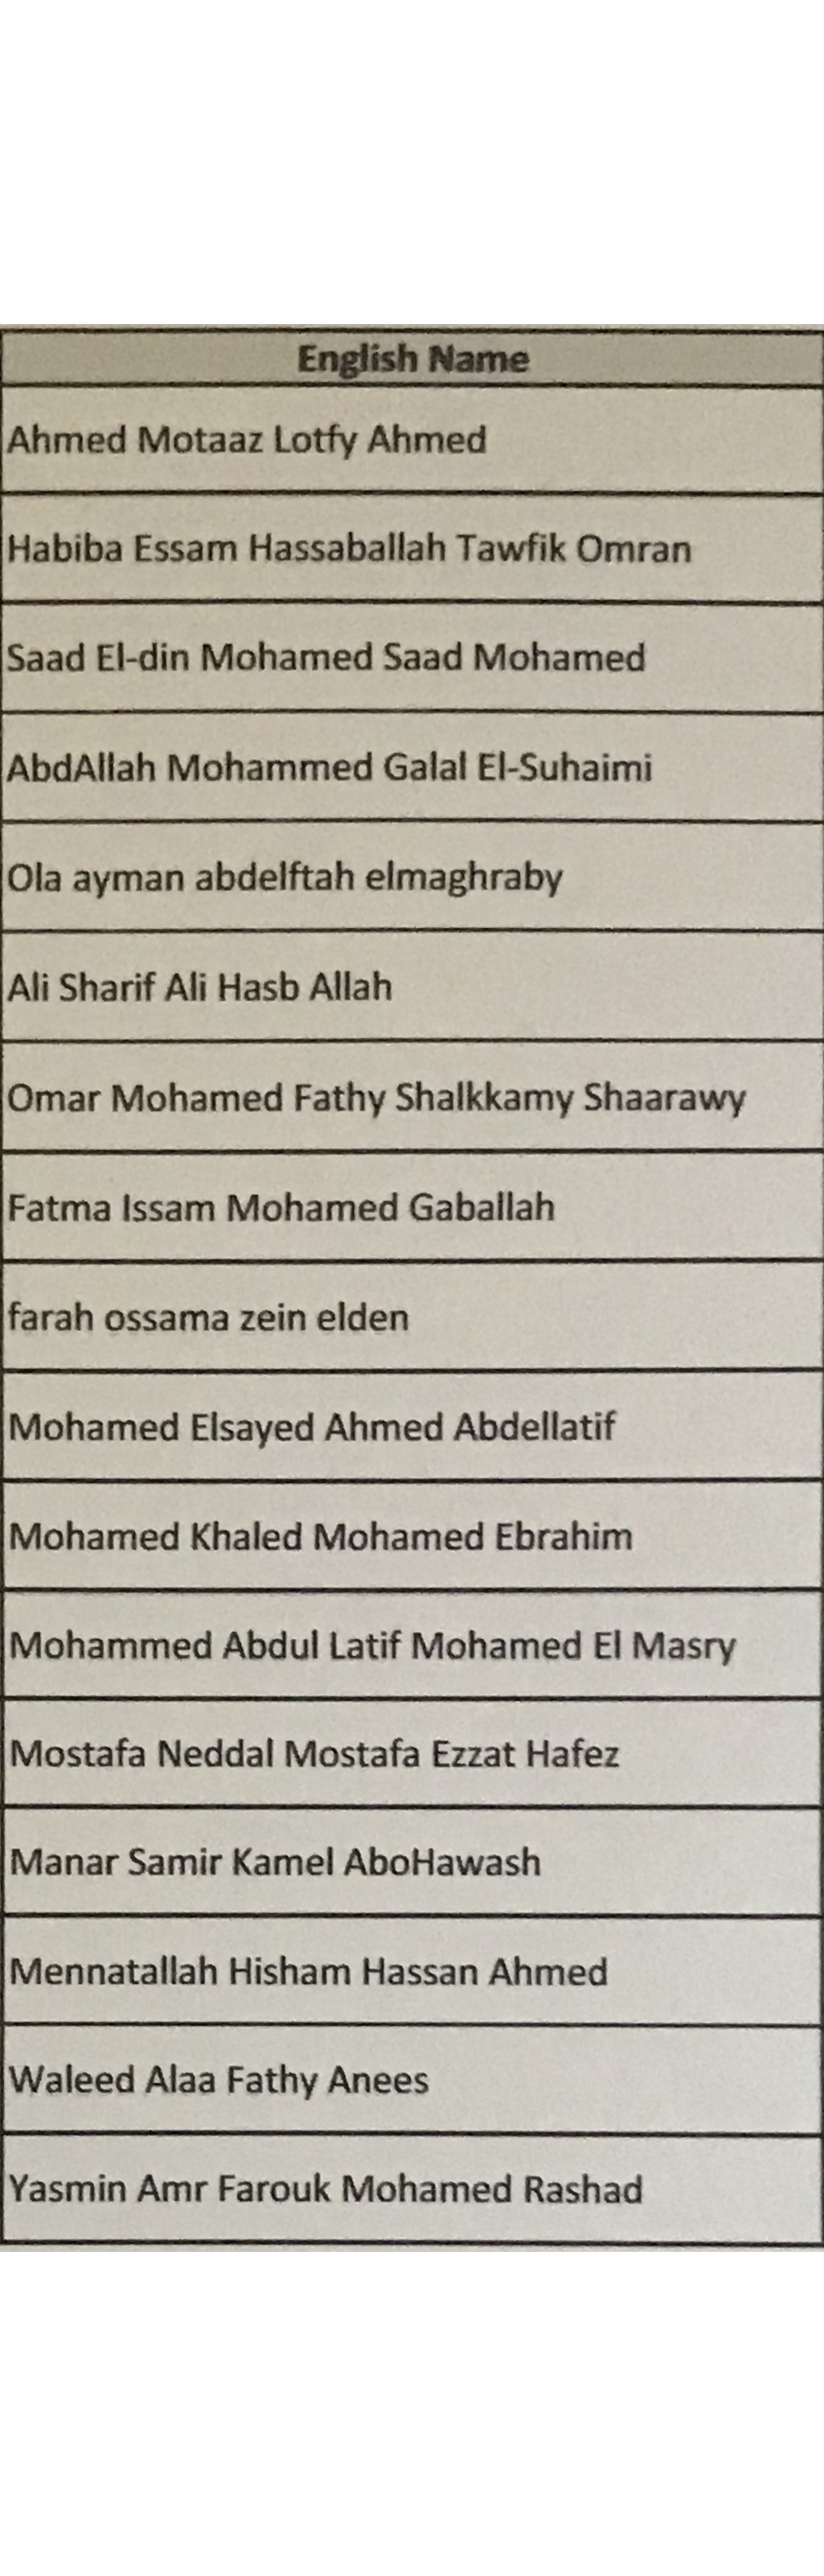 English Name
Ahmed Motaaz Lotfy Ahmed
Habiba Essam Hassaballah Tawfik Omran
Saad El-din Mohamed Saad Mohamed
AbdAllah Mohammed Galal El-Suhaimi
Ola ayman abdelftah elmaghraby
Ali Sharif Ali Hasb Allah
Omar Mohamed Fathy Shalkkamy Shaarawy
Fatma Issam Mohamed Gaballah
farah ossama zein elden
Mohamed Elsayed Ahmed Abdellatif
Mohamed Khaled Mohamed Ebrahim
Mohammed Abdul Latif Mohamed El Masry
Mostafa Neddal Mostafa Ezzat Hafez
Manar Samir Kamel AboHawash
Mennatallah Hisham Hassan Ahmed
Waleed Alaa Fathy Anees
Yasmin Amr Farouk Mohamed Rashad